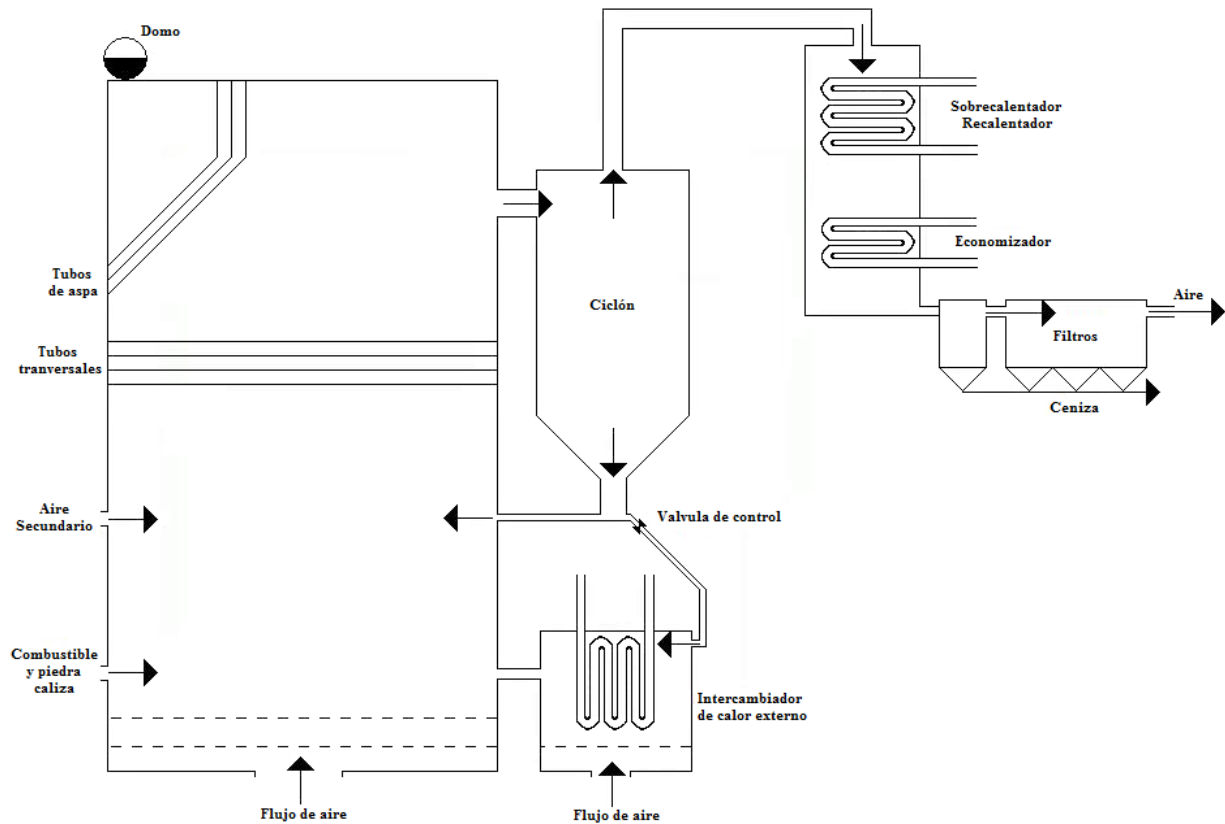 Domo
Sobrecalentador
Recalentador
Tubos
de aspa
Economizador
Ciclón
Aire
Filtros
Tubos
tranversales
Ceniza
Aire
Secundario
Valvula de control
Combustible
y piedra
caliza
Intercambiador
de calor externo
Flujo de aire
Flujo de aire